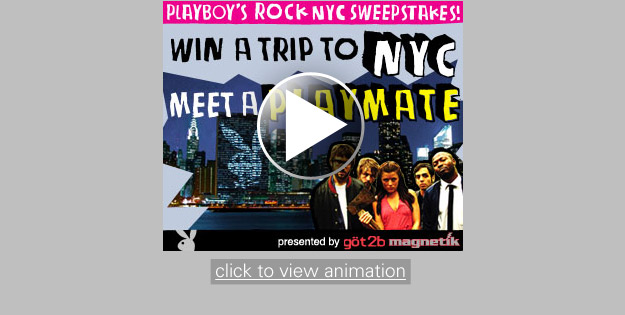 PLAYBOY'S ROCK NYC SWEEPSTAKES!
WIN A TRIP TO NYC
MEET A PLAYMATE
presented by göt2b magnetik
click to view animation